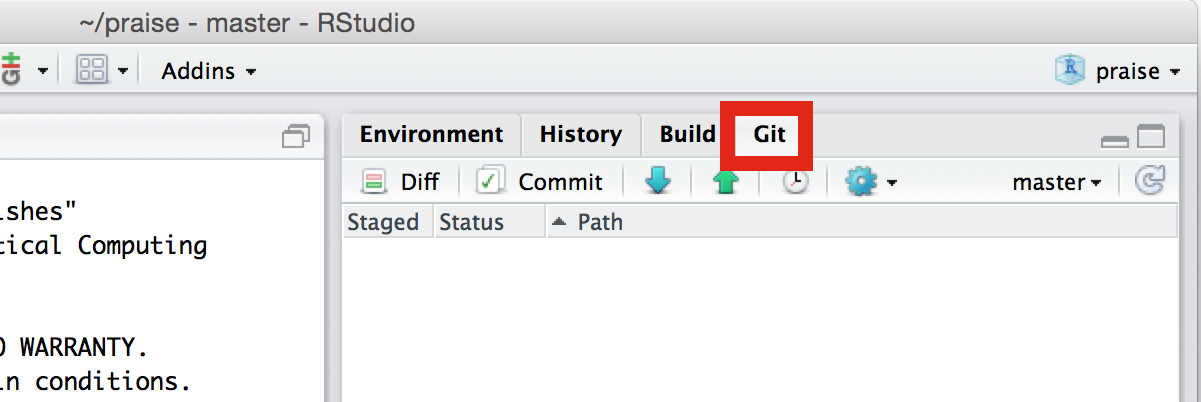 ~/praise - master - RStudio
Addins
praise
Environment History Build Git
Diff Commit master
Staged Status Path
ishes"
tical Computing
WARRANTY.
in conditions.